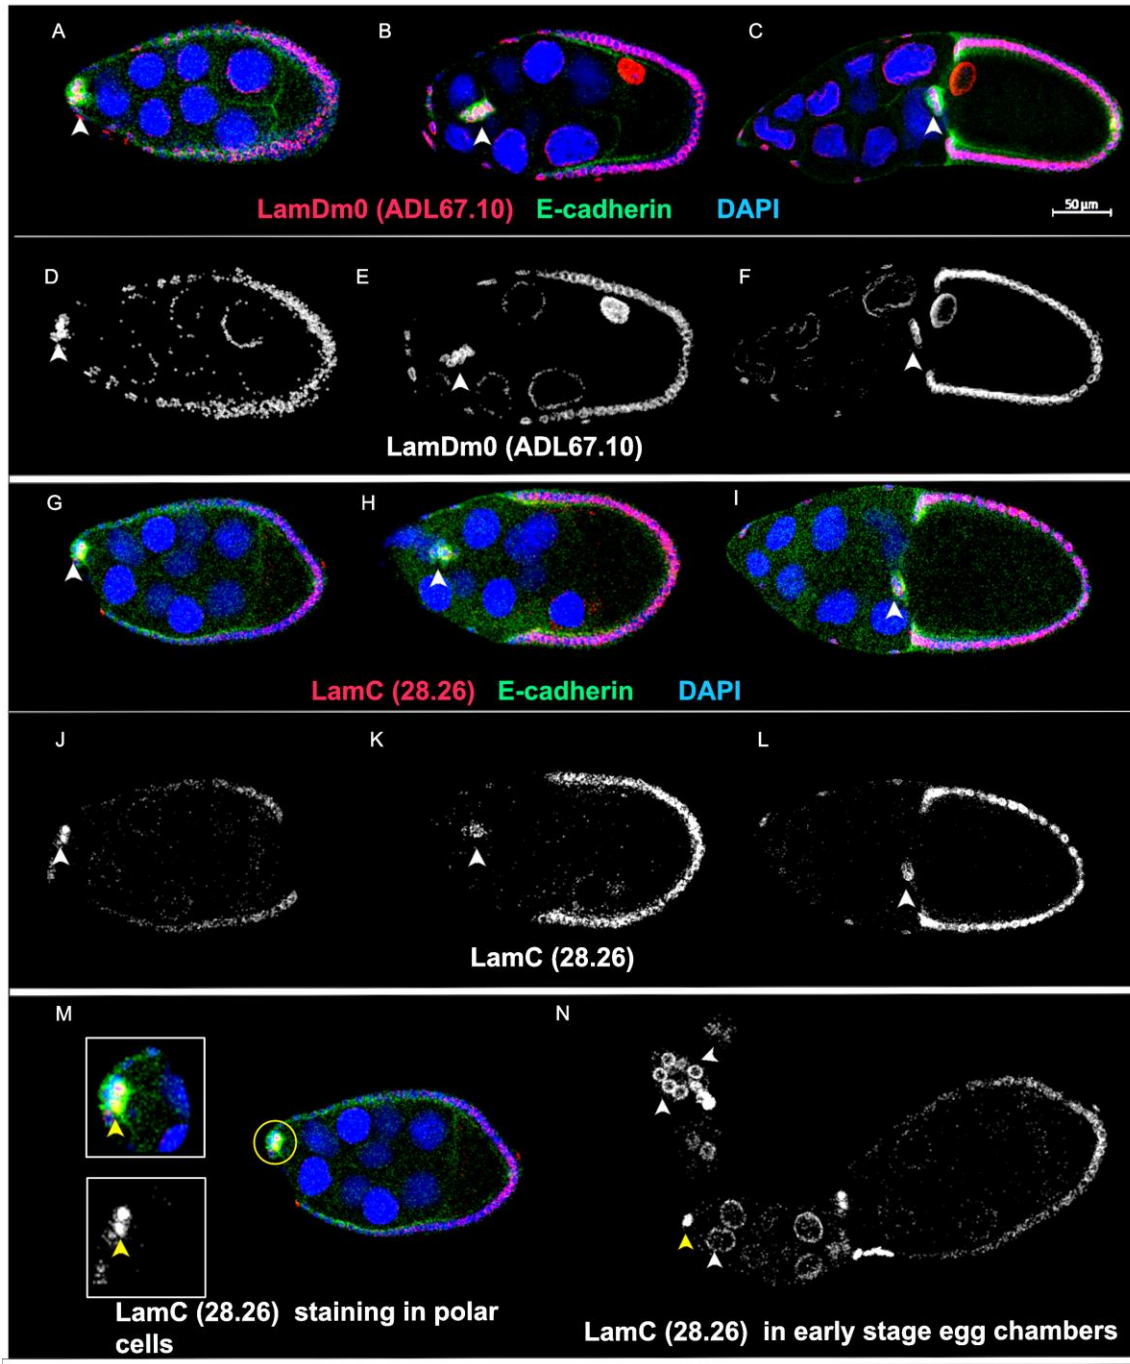 A B C
LamDm0 (ADL67.10) E-cadherin DAPI
50 µm
D E F
LamDm0 (ADL67.10)
G H I
LamC (28.26) E-cadherin DAPI
J K L
LamC (28.26)
M N
LamC (28.26) staining in polar
cells
LamC (28.26) in early stage egg chambers